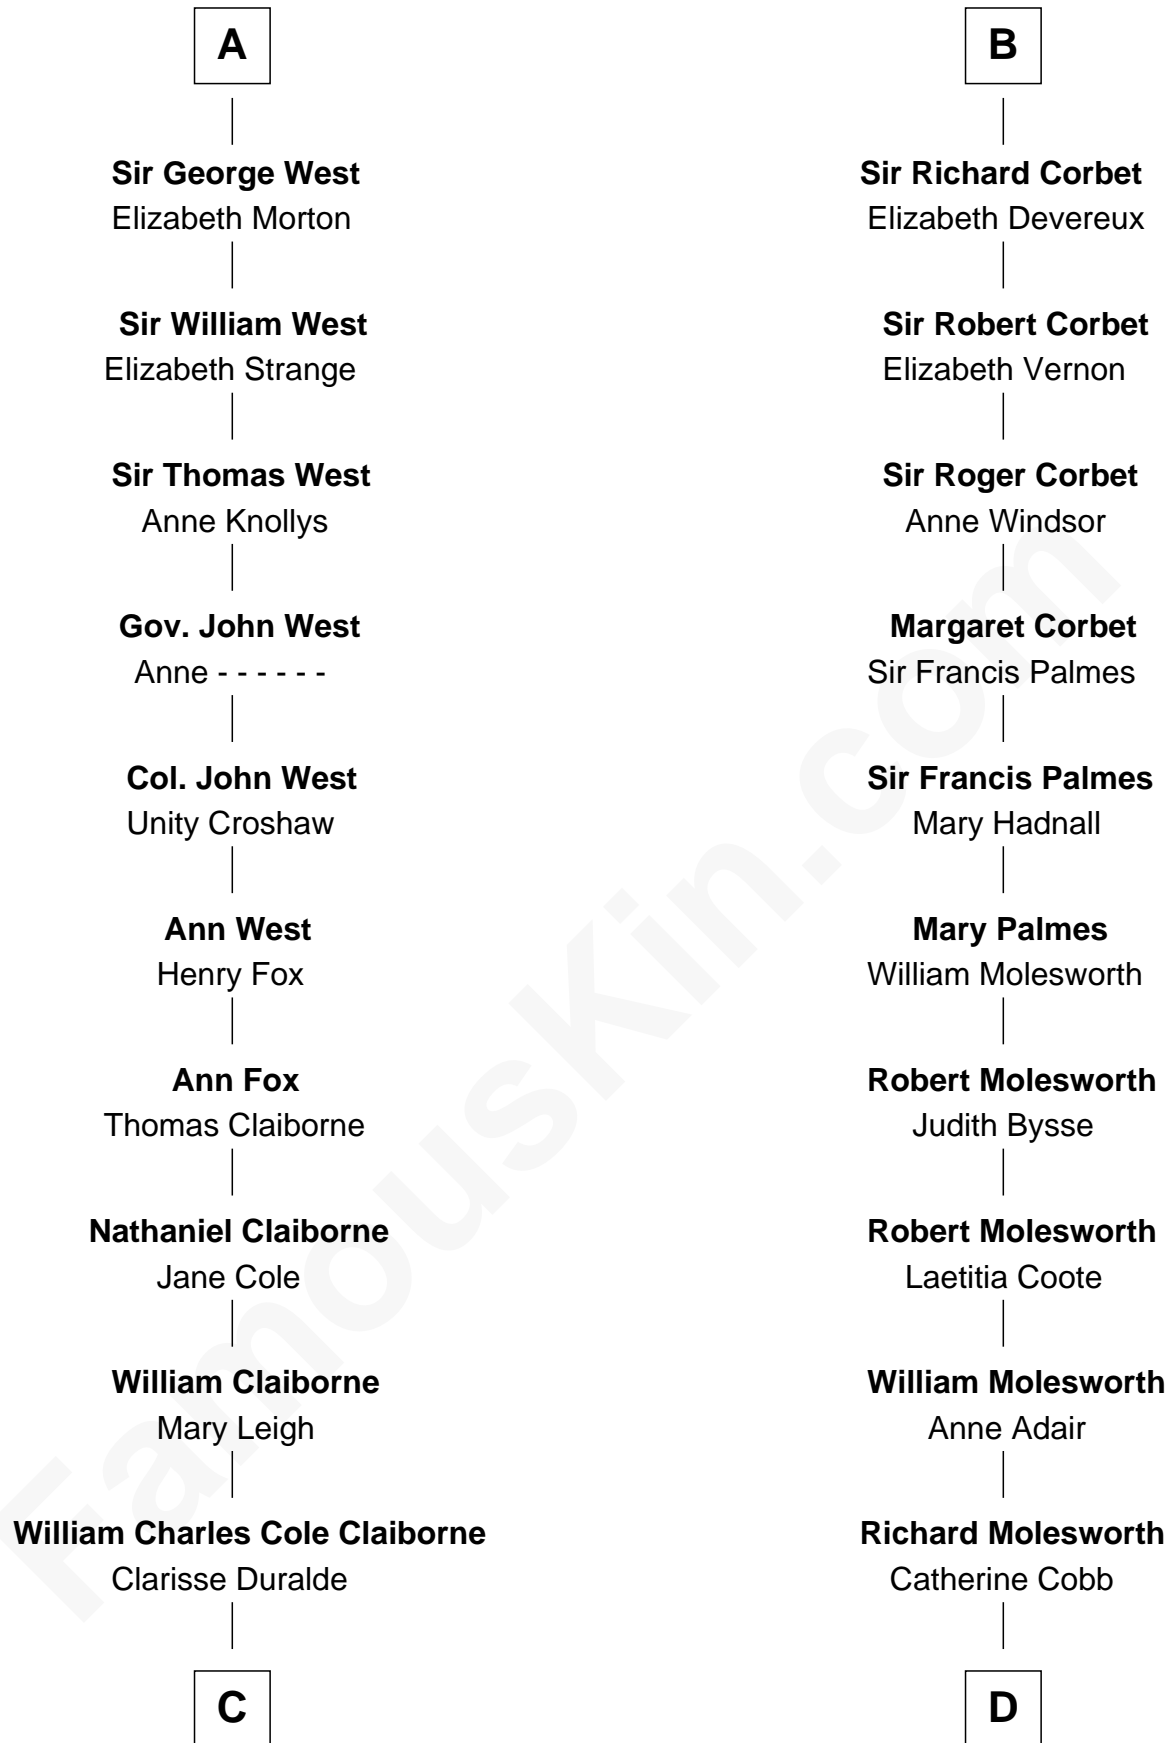 A
Sir George West
Elizabeth Morton
Sir William West
Elizabeth Strange
Sir Thomas West
Anne Knollys
Gov. John West
Anne - - - - - -
Col. John West
Unity Croshaw
Ann West
Henry Fox
Ann Fox
Thomas Claiborne
Nathaniel Claiborne
Jane Cole
William Claiborne
Mary Leigh
William Charles Cole Claiborne
Clarisse Duralde
C
B
Sir Richard Corbet
Elizabeth Devereux
Sir Robert Corbet
Elizabeth Vernon
Sir Roger Corbet
Anne Windsor
Margaret Corbet
Sir Francis Palmes
Sir Francis Palmes
Mary Hadnall
Mary Palmes
William Molesworth
Robert Molesworth
Judith Bysse
Robert Molesworth
Laetitia Coote
William Molesworth
Anne Adair
Richard Molesworth
Catherine Cobb
D
FamousKin.com